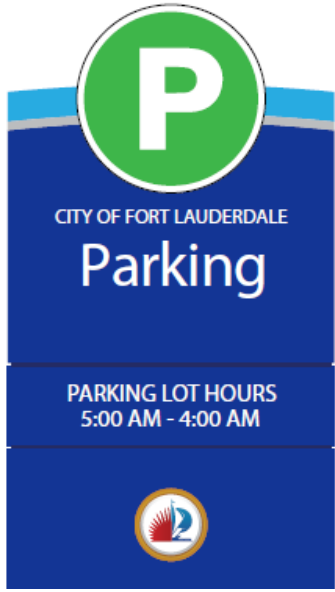 P
CITY OF FORT LAUDERDALE
Parking
PARKING LOT HOURS
5:00 AM - 4:00 AM